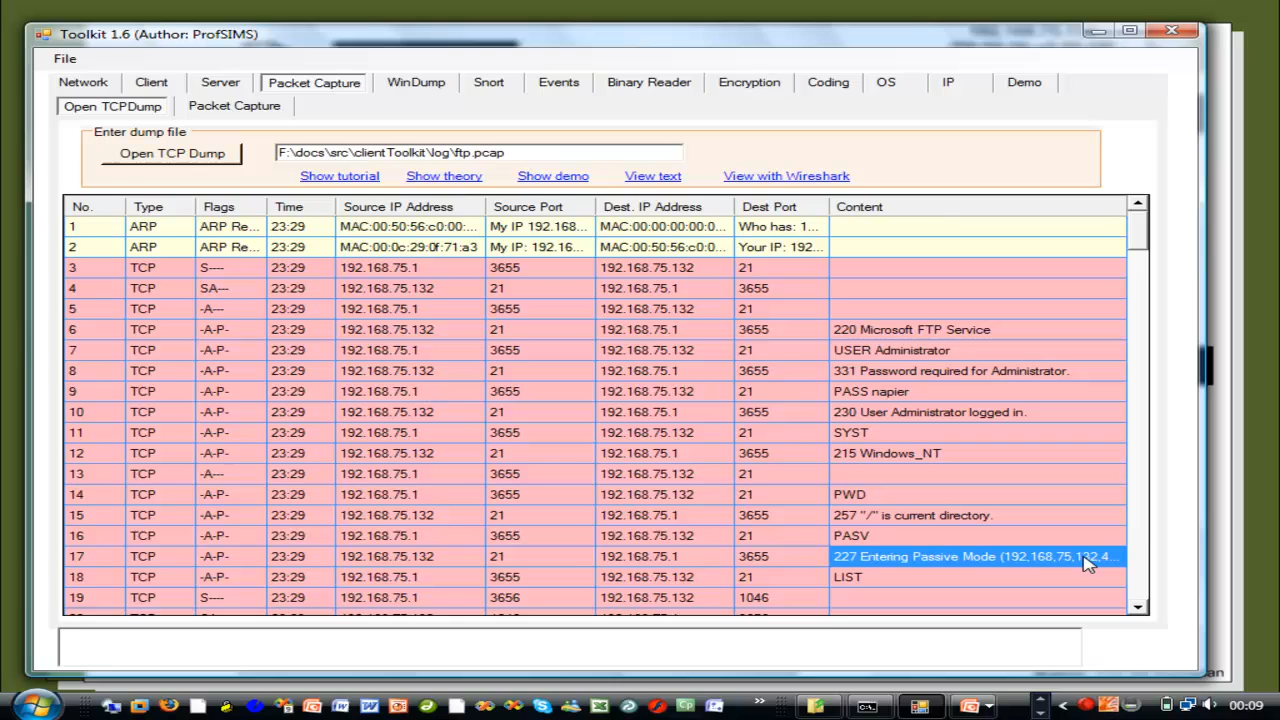 Toolkit 1.6 (Author: ProfSIMS)
File
Network Client Server Packet Capture WinDump Snort Events Binary Reader Encryption Coding OS IP Demo
Open TCPDump Packet Capture
Enter dump file
Open TCP Dump F:\docs\src\clientToolkit\log\ftp.pcap
Show tutorial Show theory Show demo View text View with Wireshark
No. Type Flags Time Source IP Address Source Port Dest. IP Address Dest Port Content
1 ARP ARP Re... 23:29 MAC:00:50:56:c0:00:... My IP 192.168... MAC:00:00:00:00:0... Who has: 1...
2 ARP ARP Re... 23:29 MAC:00:0c:29:0f:71:a3 My IP: 192.16... MAC:00:50:56:c0:0... Your IP: 192...
3 TCP S---- 23:29 192.168.75.1 3655 192.168.75.132 21
4 TCP SA--- 23:29 192.168.75.132 21 192.168.75.1 3655
5 TCP -A--- 23:29 192.168.75.1 3655 192.168.75.132 21
6 TCP -A-P- 23:29 192.168.75.132 21 192.168.75.1 3655 220 Microsoft FTP Service
7 TCP -A-P- 23:29 192.168.75.1 3655 192.168.75.132 21 USER Administrator
8 TCP -A-P- 23:29 192.168.75.132 21 192.168.75.1 3655 331 Password required for Administrator.
9 TCP -A-P- 23:29 192.168.75.1 3655 192.168.75.132 21 PASS napier
10 TCP -A-P- 23:29 192.168.75.132 21 192.168.75.1 3655 230 User Administrator logged in.
11 TCP -A-P- 23:29 192.168.75.1 3655 192.168.75.132 21 SYST
12 TCP -A-P- 23:29 192.168.75.132 21 192.168.75.1 3655 215 Windows_NT
13 TCP -A--- 23:29 192.168.75.1 3655 192.168.75.132 21
14 TCP -A-P- 23:29 192.168.75.1 3655 192.168.75.132 21 PWD
15 TCP -A-P- 23:29 192.168.75.132 21 192.168.75.1 3655 257 "/" is current directory.
16 TCP -A-P- 23:29 192.168.75.1 3655 192.168.75.132 21 PASV
17 TCP -A-P- 23:29 192.168.75.132 21 192.168.75.1 3655 227 Entering Passive Mode (192,168,75,132,4...
18 TCP -A-P- 23:29 192.168.75.1 3655 192.168.75.132 21 LIST
19 TCP S---- 23:29 192.168.75.1 3656 192.168.75.132 1046
00:09